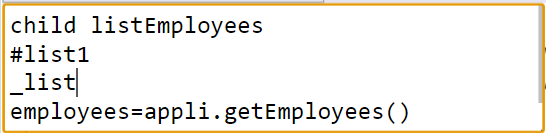 child listEmployees
#list1
_list
employees=appli.getEmployees()